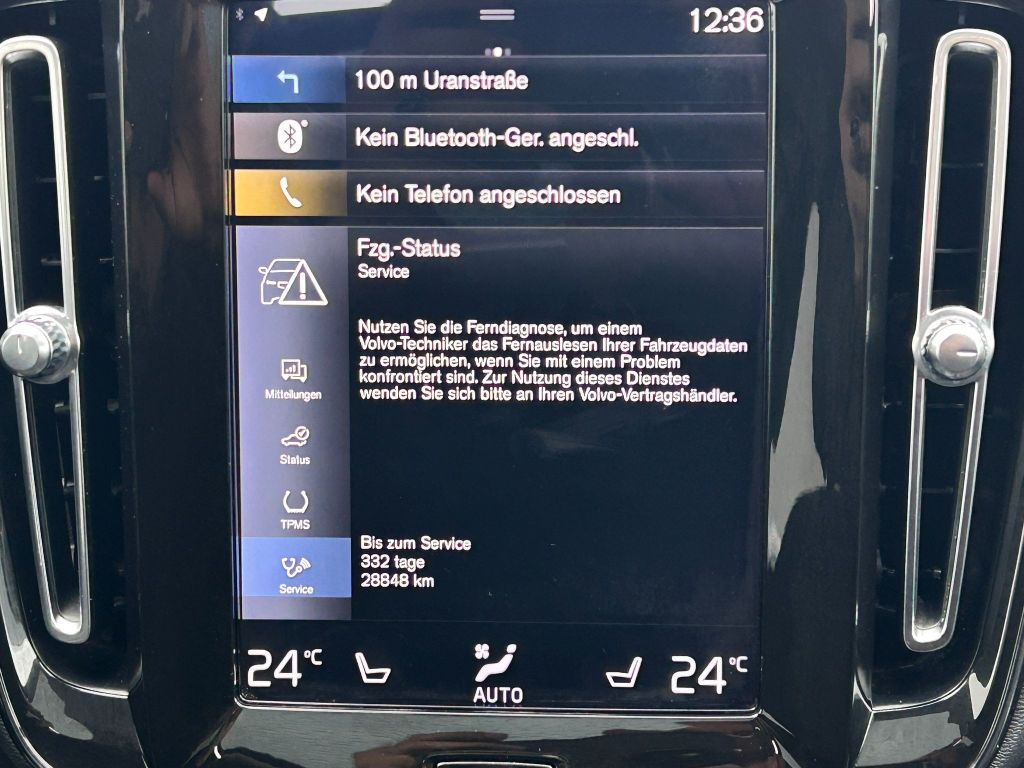 12:36
100 m Uranstraße
Kein Bluetooth-Ger. angeschl.
Kein Telefon angeschlossen
Fzg.-Status
Service
Nutzen Sie die Ferndiagnose, um einem
Volvo-Techniker das Fernauslesen Ihrer Fahrzeugdaten
zu ermöglichen, wenn Sie mit einem Problem
konfrontiert sind. Zur Nutzung dieses Dienstes
wenden Sie sich bitte an Ihren Volvo-Vertragshändler.
Mitteilungen
Status
TPMS
Service
Bis zum Service
332 tage
28848 km
24°C
AUTO
24°C